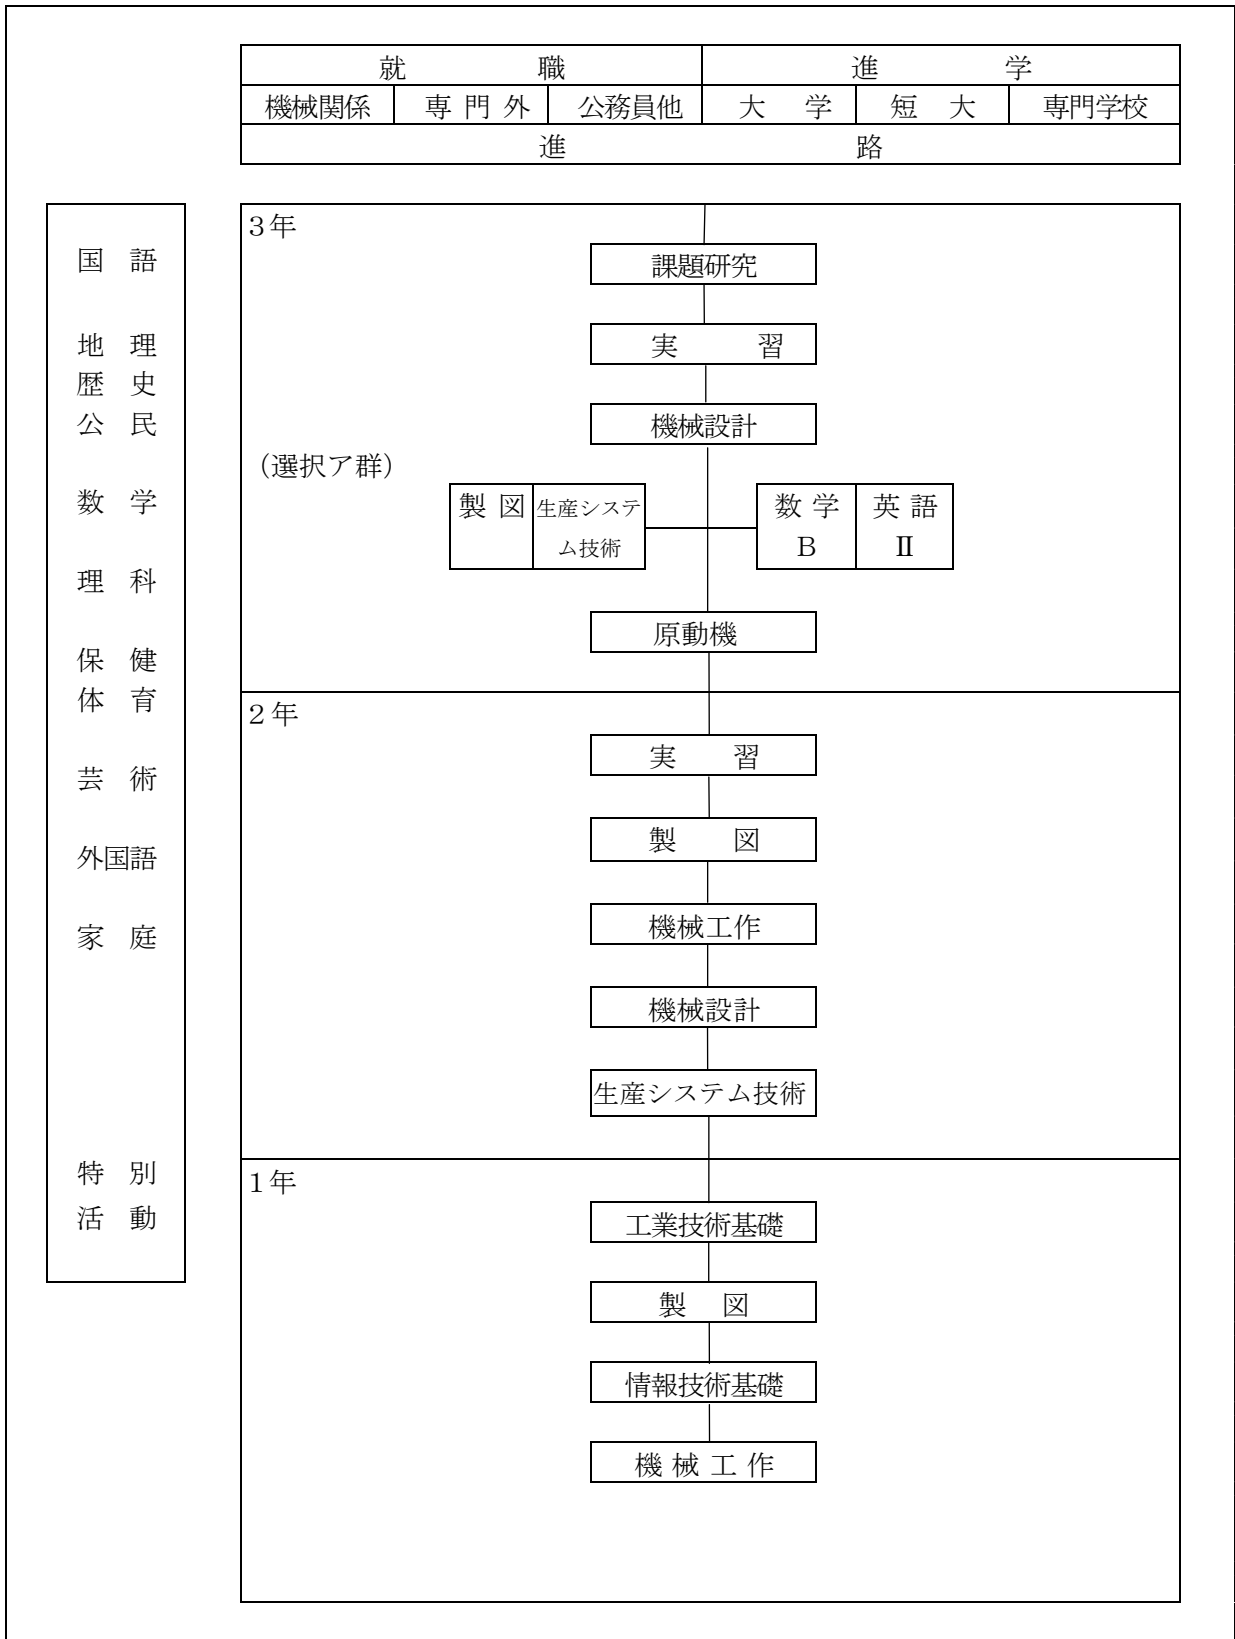 就職 進学
機械関係 専門外 公務員他 大学 短大 専門学校
進路
国語
地理
歴史
公民
数学
理科
保健
体育
芸術
外国語
家庭
特別
活動
3年
課題研究
実習
機械設計
（選択ア群）
製図 生産システ
ム技術
数学 英語
B Ⅱ
原動機
2年
実習
製図
機械工作
機械設計
生産システム技術
1年
工業技術基礎
製図
情報技術基礎
機械工作